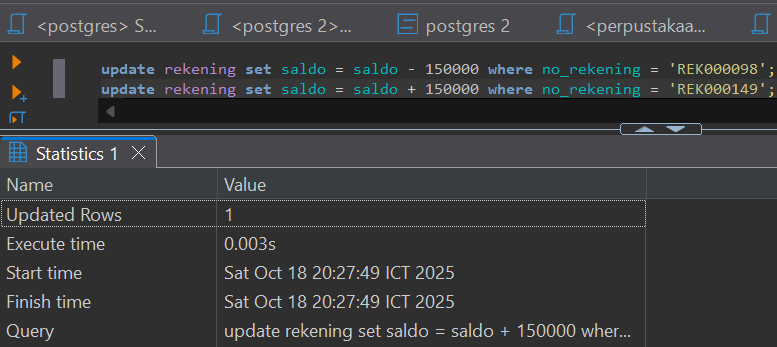 <postgres> S...
<postgres 2>...
postgres 2
<perpustakaa...
update rekening set saldo = saldo - 150000 where no_rekening = 'REK000098';
update rekening set saldo = saldo + 150000 where no_rekening = 'REK000149';
Statistics 1
Name Value
Updated Rows 1
Execute time 0.003s
Start time Sat Oct 18 20:27:49 ICT 2025
Finish time Sat Oct 18 20:27:49 ICT 2025
Query update rekening set saldo = saldo + 150000 wher...